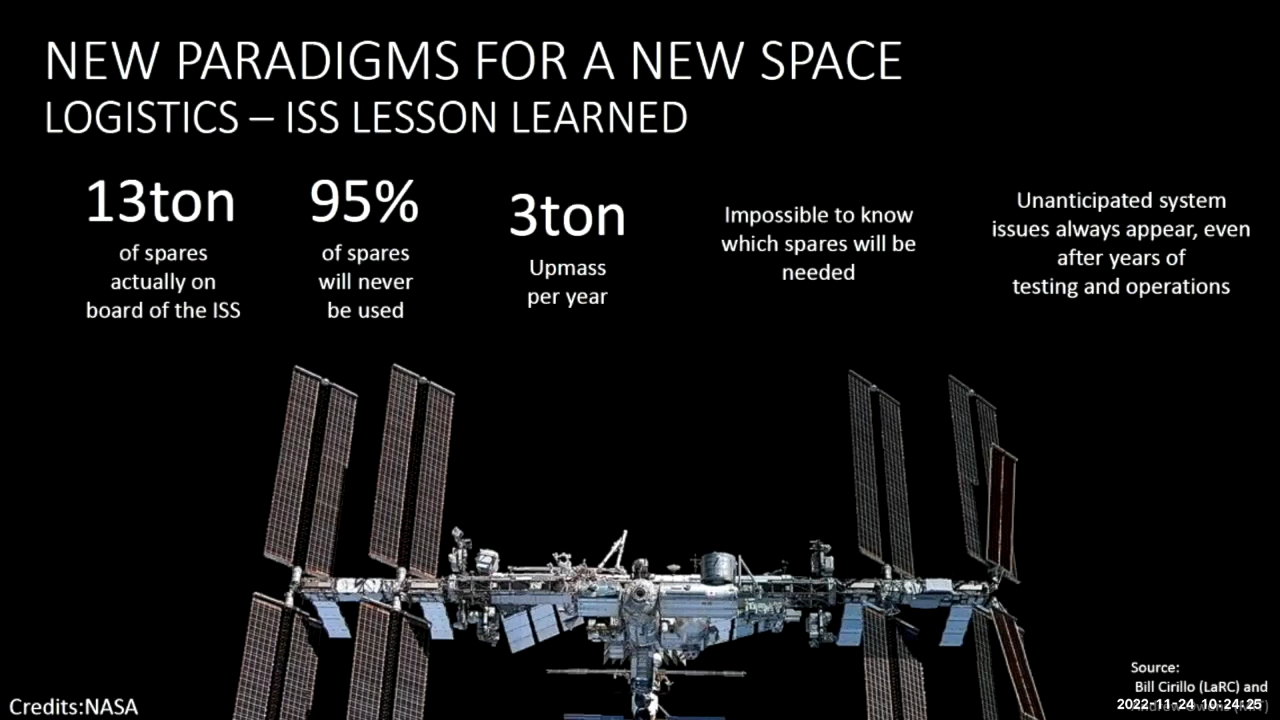 NEW PARADIGMS FOR A NEW SPACE
LOGISTICS – ISS LESSON LEARNED
13ton
of spares
actually on
board of the ISS
95%
of spares
will never
be used
3ton
Upmass
per year
Impossible to know
which spares will be
needed
Unanticipated system
issues always appear, even
after years of
testing and operations
Credits:NASA
Source:
Bill Cirillo (LaRC) and
2022-11-24 10:24:25